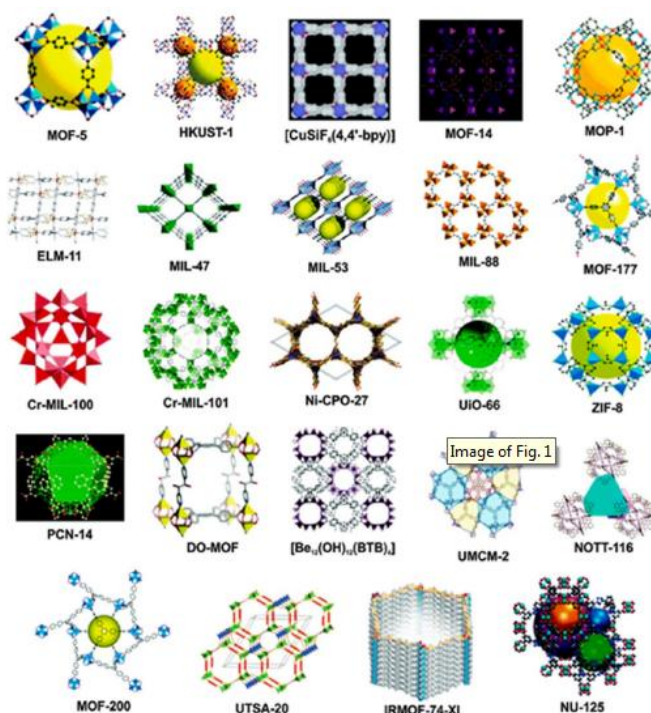 MOF-5 HKUST-1 [CuSiF₆(4,4'-bpy)] MOF-14 MOP-1
ELM-11 MIL-47 MIL-53 MIL-88 MOF-177
Cr-MIL-100 Cr-MIL-101 Ni-CPO-27 UiO-66 ZIF-8
Image of Fig. 1
PCN-14 DO-MOF [Be₁₂(OH)₁₂(BTB)₄] UMCM-2 NOTT-116
MOF-200 UTSA-20 IRMOF-74-XI NU-125